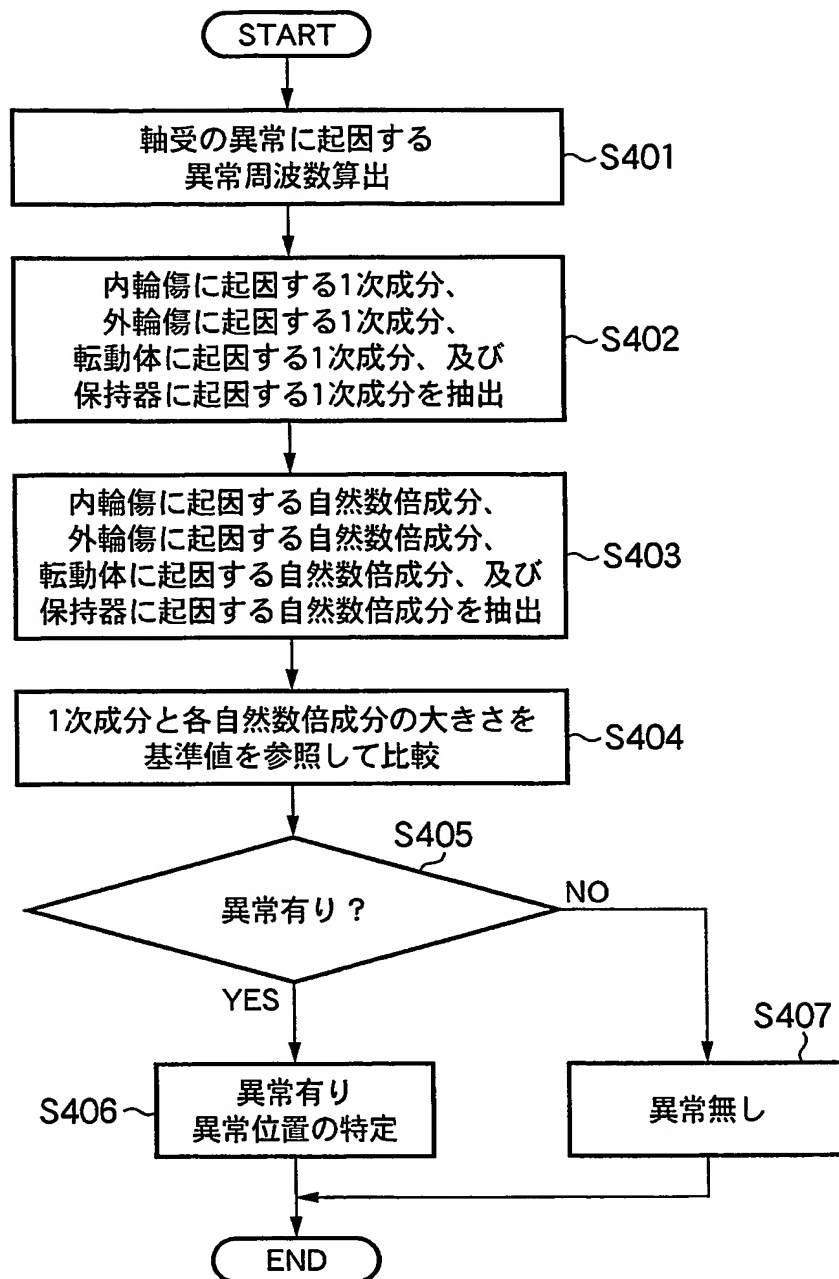 START
軸受の異常に起因する
異常周波数算出
S401
内輪傷に起因する1次成分、
外輪傷に起因する1次成分、
転動体に起因する1次成分、及び
保持器に起因する1次成分を抽出
S402
内輪傷に起因する自然数倍成分、
外輪傷に起因する自然数倍成分、
転動体に起因する自然数倍成分、及び
保持器に起因する自然数倍成分を抽出
S403
1次成分と各自然数倍成分の大きさを
基準値を参照して比較
S404
S405
異常有り？
NO
YES
S406
異常有り
異常位置の特定
S407
異常無し
END